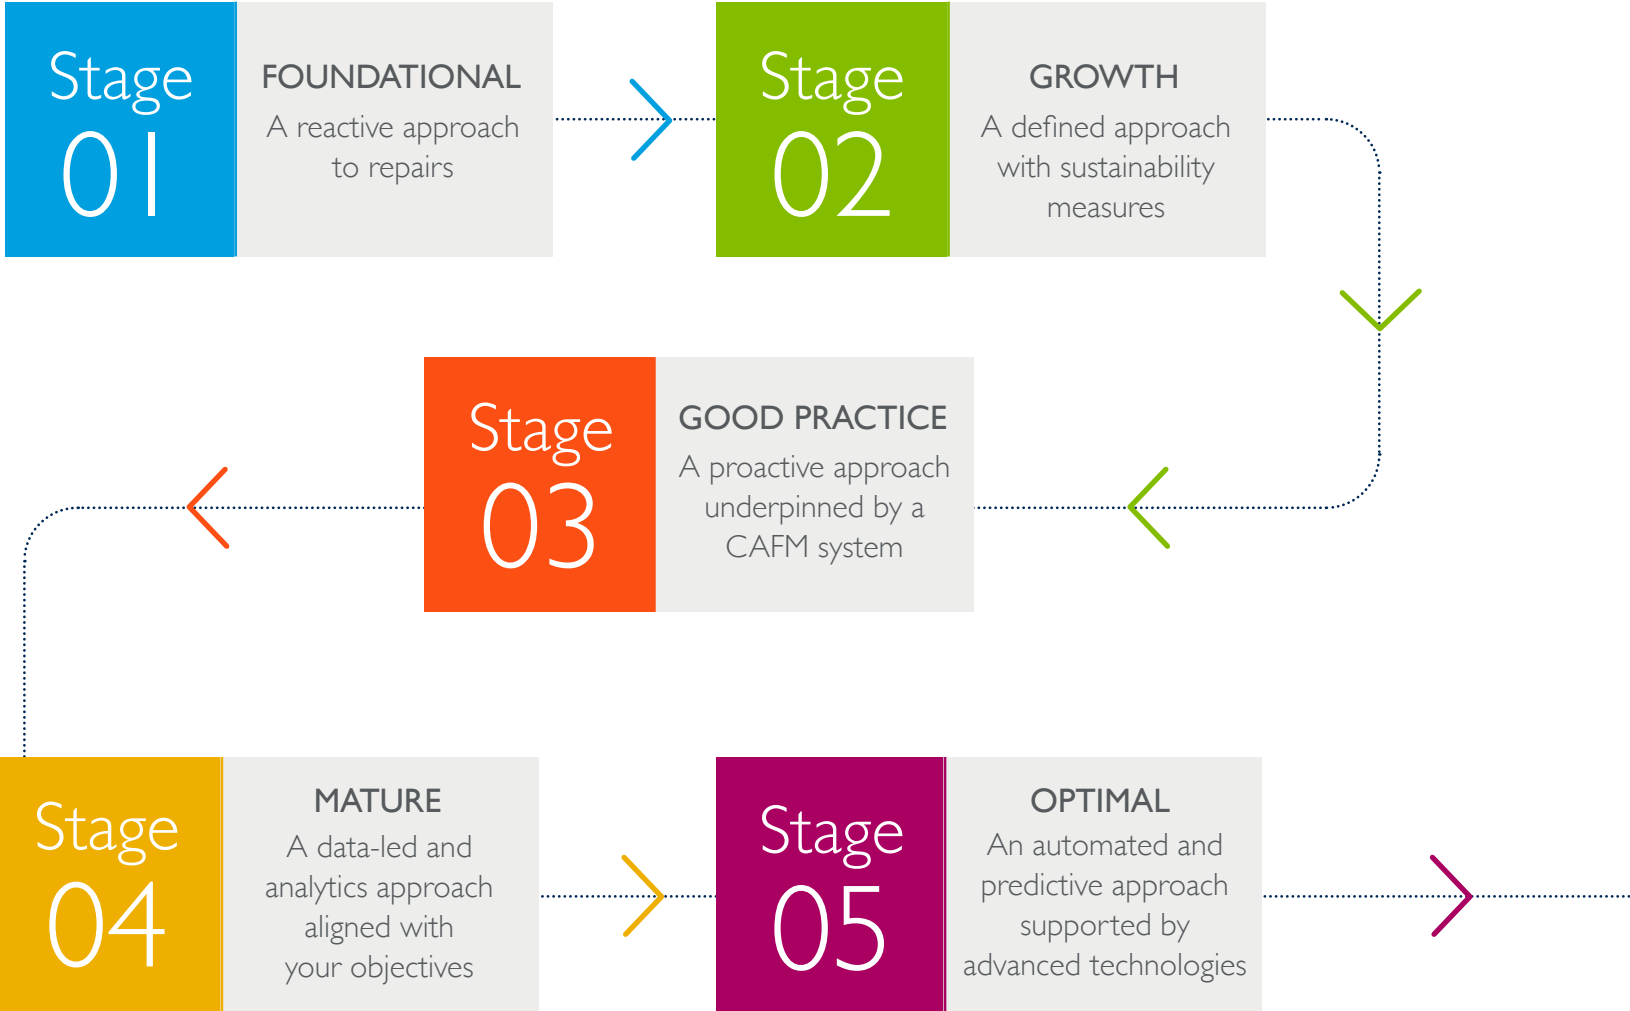 Stage
01
FOUNDATIONAL
A reactive approach
to repairs
Stage
02
GROWTH
A defined approach
with sustainability
measures
Stage
03
GOOD PRACTICE
A proactive approach
underpinned by a
CAFM system
Stage
04
MATURE
A data-led and
analytics approach
aligned with
your objectives
Stage
05
OPTIMAL
An automated and
predictive approach
supported by
advanced technologies